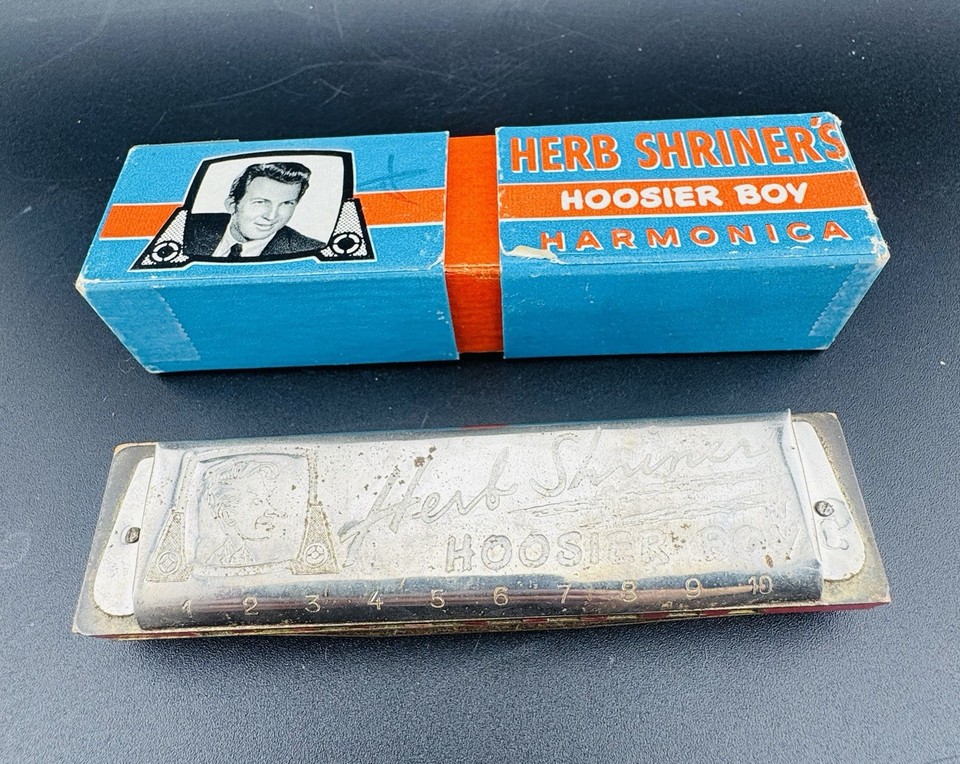 HERB SHRINER'S
HOOSIER BOY
HARMONICA
Herb Shriner
HOOSIER BOY
1 2 3 4 5 6 7 8 9 10
C